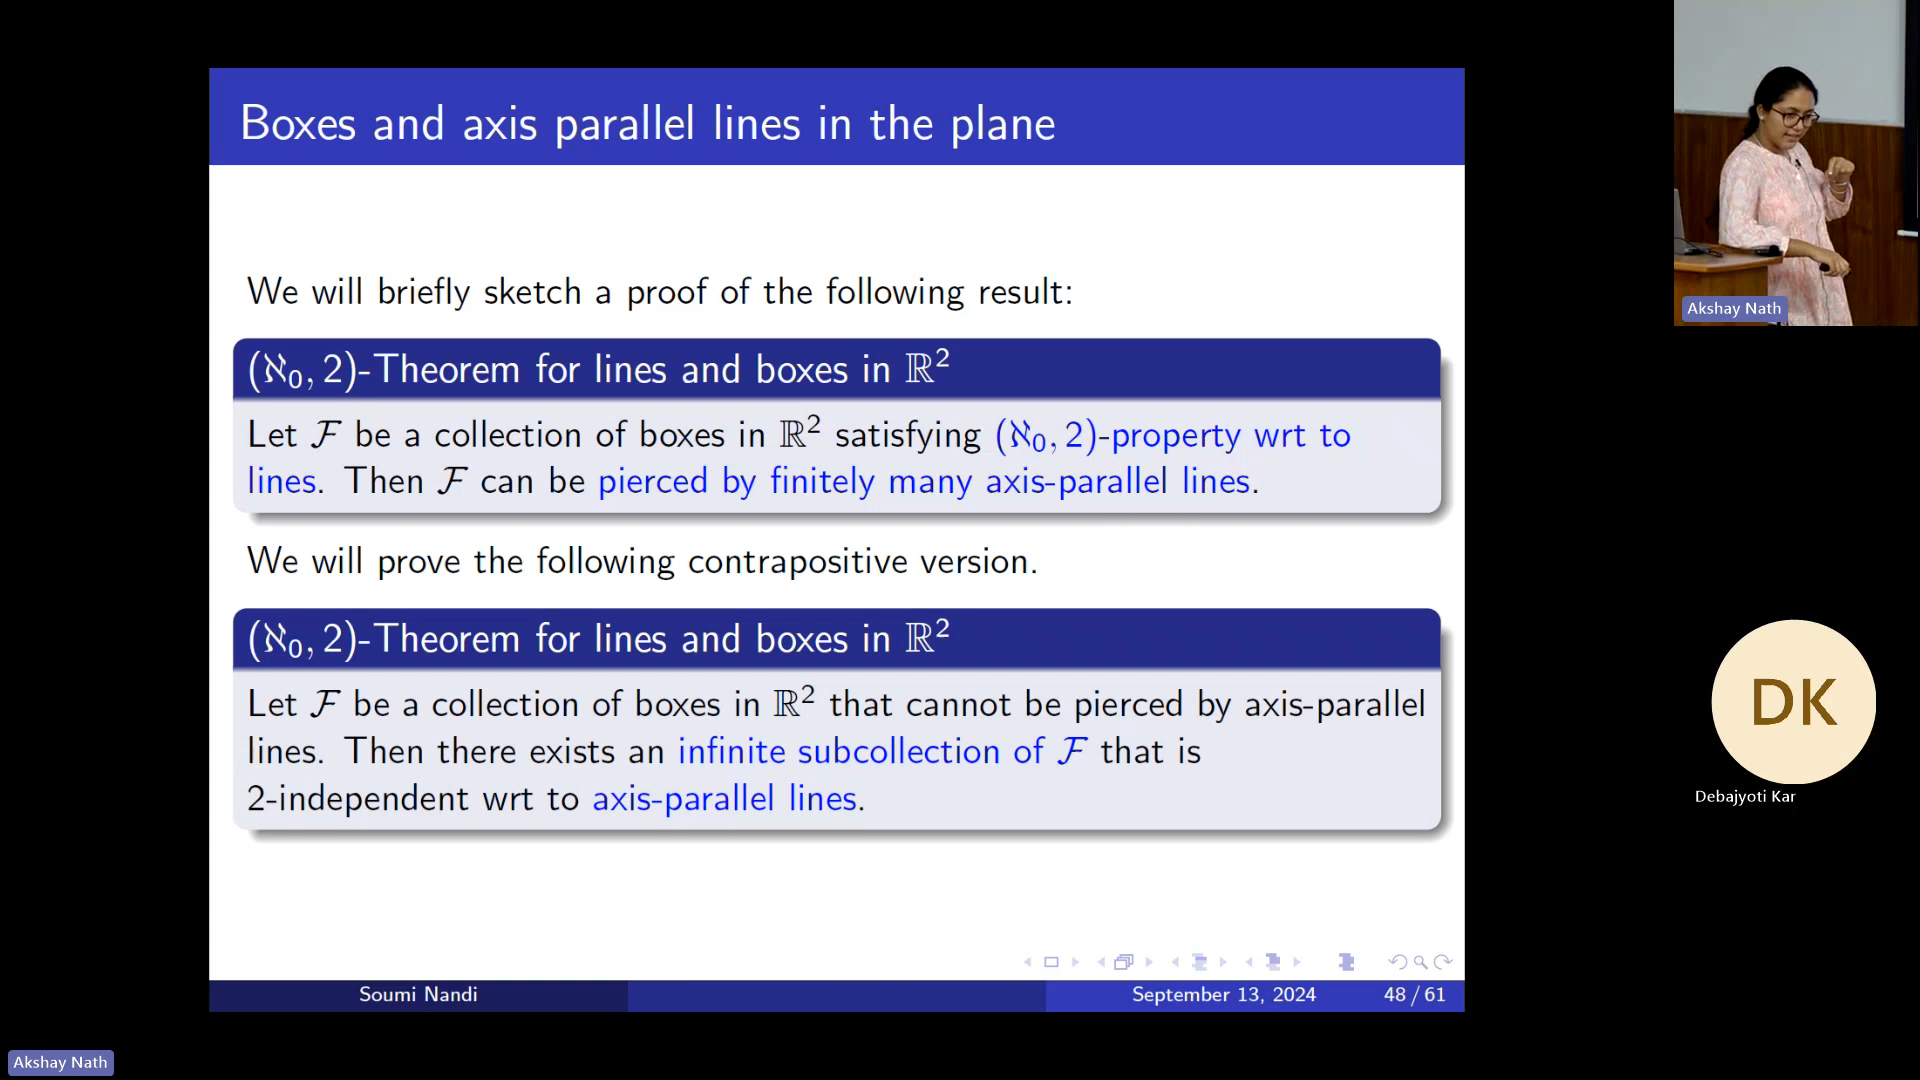 Boxes and axis parallel lines in the plane
We will briefly sketch a proof of the following result:
(ℵ₀, 2)-Theorem for lines and boxes in ℝ²
Let ℱ be a collection of boxes in ℝ² satisfying (ℵ₀, 2)-property wrt to
lines. Then ℱ can be pierced by finitely many axis-parallel lines.
We will prove the following contrapositive version.
(ℵ₀, 2)-Theorem for lines and boxes in ℝ²
Let ℱ be a collection of boxes in ℝ² that cannot be pierced by axis-parallel
lines. Then there exists an infinite subcollection of ℱ that is
2-independent wrt to axis-parallel lines.
Soumi Nandi
September 13, 2024
48 / 61
Akshay Nath
DK
Debajyoti Kar
Akshay Nath